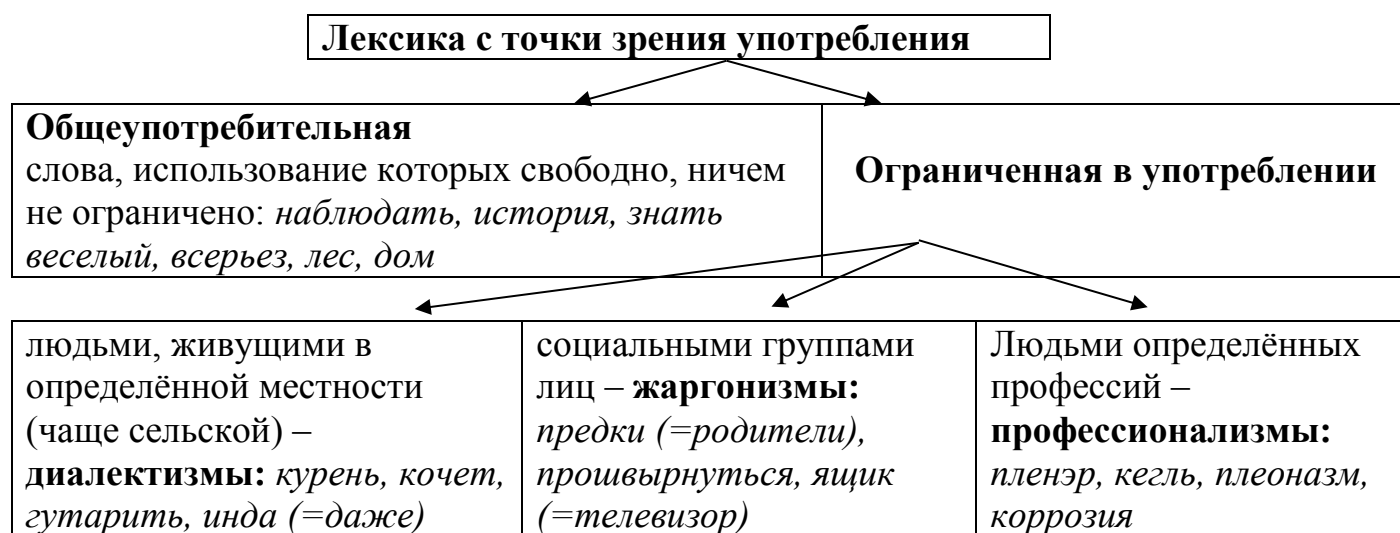 Лексика с точки зрения употребления
Общеупотребительная
слова, использование которых свободно, ничем
не ограничено: наблюдать, история, знать
веселый, всерьез, лес, дом
Ограниченная в употреблении
людьми, живущими в
определённой местности
(чаще сельской) –
диалектизмы: курень, кочет,
гутарить, инда (=даже)
социальными группами
лиц – жаргонизмы:
предки (=родители),
прошвырнуться, ящик
(=телевизор)
Людьми определённых
профессий –
профессионализмы:
пленэр, кегль, плеоназм,
коррозия